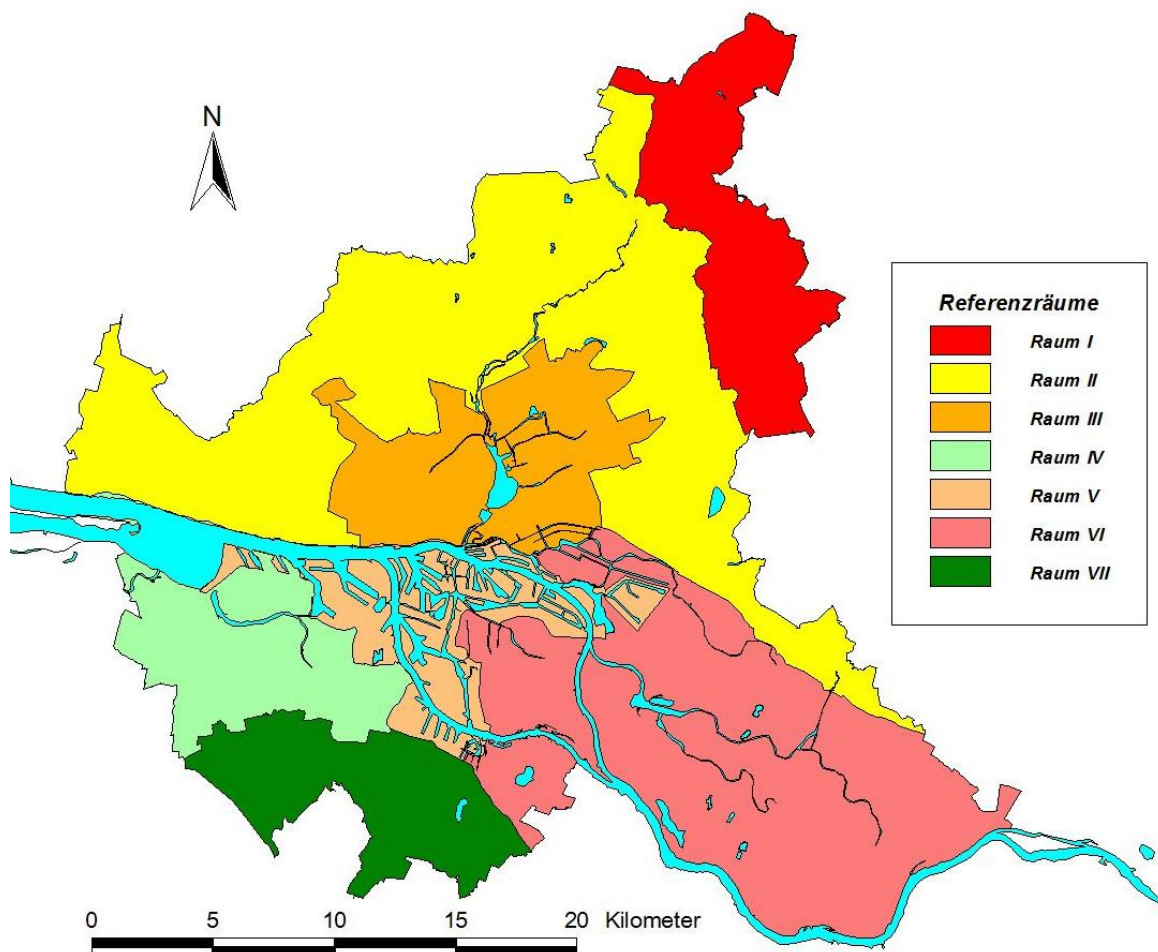 N
Referenzräume
Raum I
Raum II
Raum III
Raum IV
Raum V
Raum VI
Raum VII
0 5 10 15 20 Kilometer